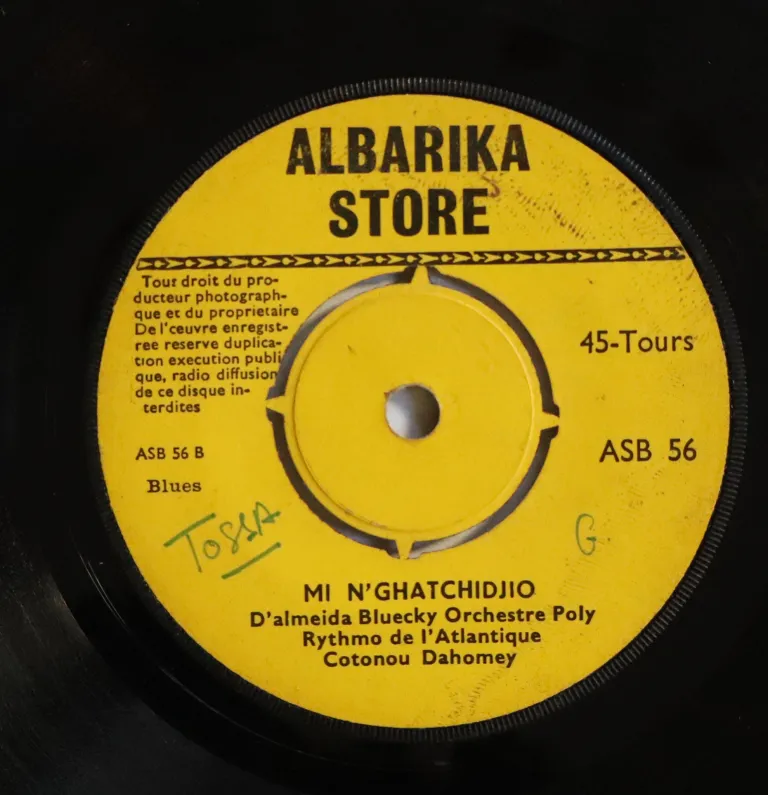 ALBARIKA
STORE
Tout droit du pro-
ducteur photograph-
que et du proprietaire
De l'œuvre enregist-
ree reserve duplica-
tion execution publi
que, radio diffusion
de ce disque in-
terdites
45-Tours
ASB 56 B
ASB 56
Blues
TOSSA
G.
MI N'GHATCHIDJIO
D'almeida Bluecky Orchestre Poly
Rythmo de l'Atlantique
Cotonou Dahomey